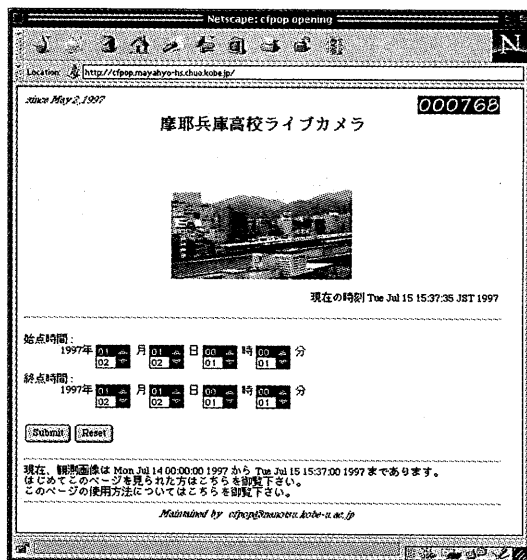 Netscape: cfpop opening
N
Location: http://cfpop.mayahyo-hs.chuo.kobe.jp/
since May 2,1997
000768
摩耶兵庫高校ライブカメラ
現在の時刻 Tue Jul 15 15:37:35 JST 1997
始点時間 :
1997年 01 月 01 日 00 時 00 分
02 02 01 01
終点時間 :
1997年 01 月 01 日 00 時 00 分
02 02 01 01
Submit Reset
現在、観測画像は Mon Jul 14 00:00:00 1997 から Tue Jul 15 15:37:00 1997 まであります。
はじめてこのページを見られた方はこちらを御覧下さい。
このページの使用方法についてはこちらを御覧下さい。
Maintained by cfpop@nanotsu.kobe-u.ac.jp